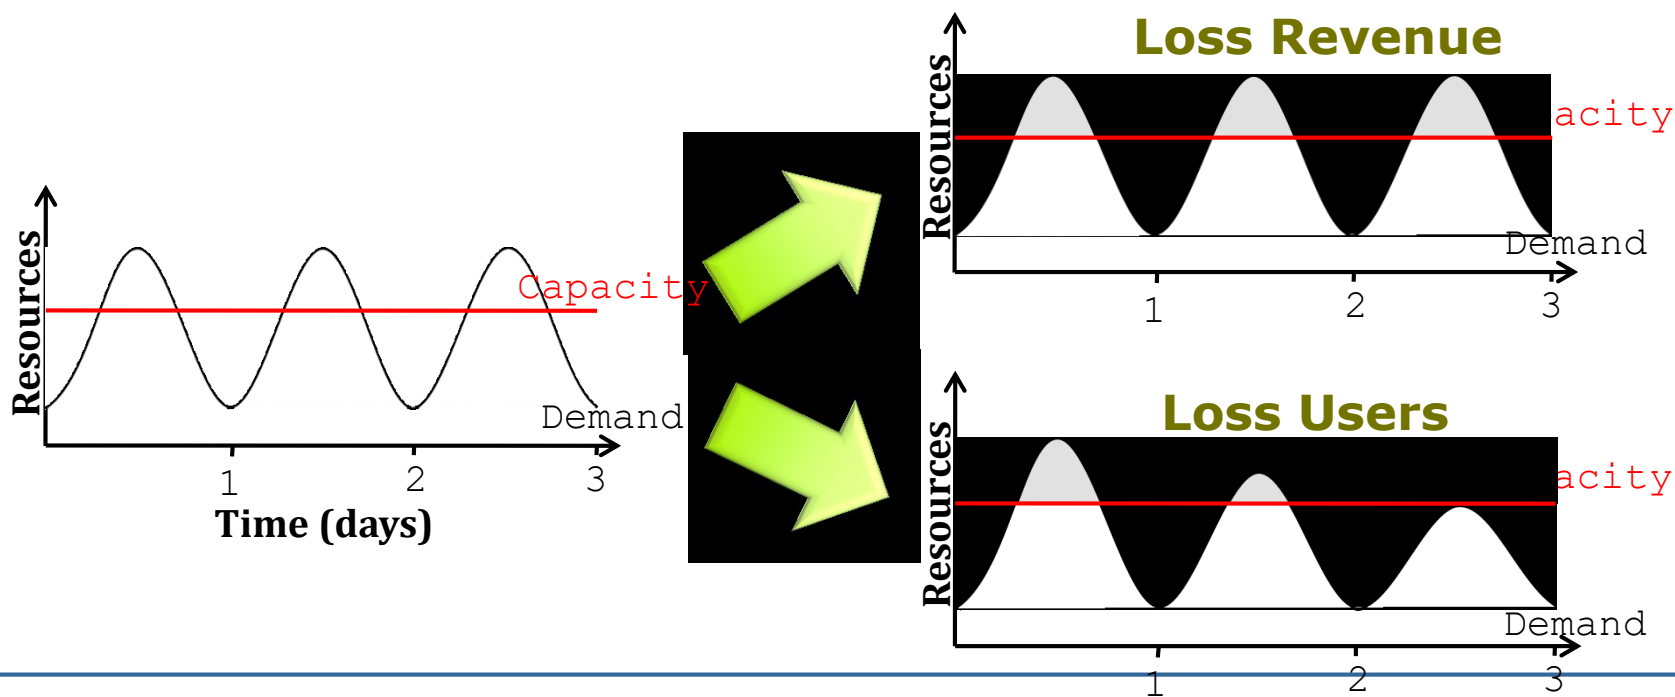 Resources
Capacity
Demand
1
2
3
Time (days)
Loss Revenue
Resources
acity
Demand
1
2
3
Loss Users
Resources
acity
Demand
1
2
3